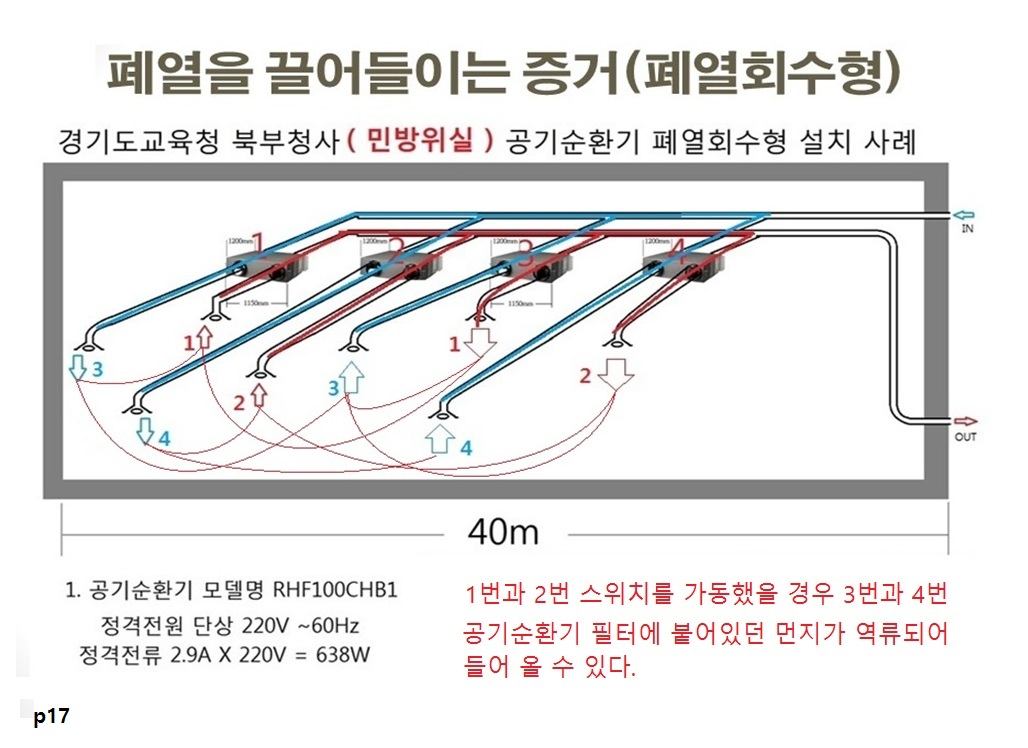 폐열을 끌어들이는 증거(폐열회수형)
경기도교육청 북부청사( 민방위실 ) 공기순환기 폐열회수형 설치 사례
IN
1200mm 1 1200mm 2 1200mm 3 1200mm 4
1150mm 1150mm
1 1
3 2
2 3
4 4
OUT
40m
1. 공기순환기 모델명 RHF100CHB1
정격전원 단상 220V ~60Hz
정격전류 2.9A X 220V = 638W
1번과 2번 스위치를 가동했을 경우 3번과 4번
공기순환기 필터에 붙어있던 먼지가 역류되어
들어 올 수 있다.
p17